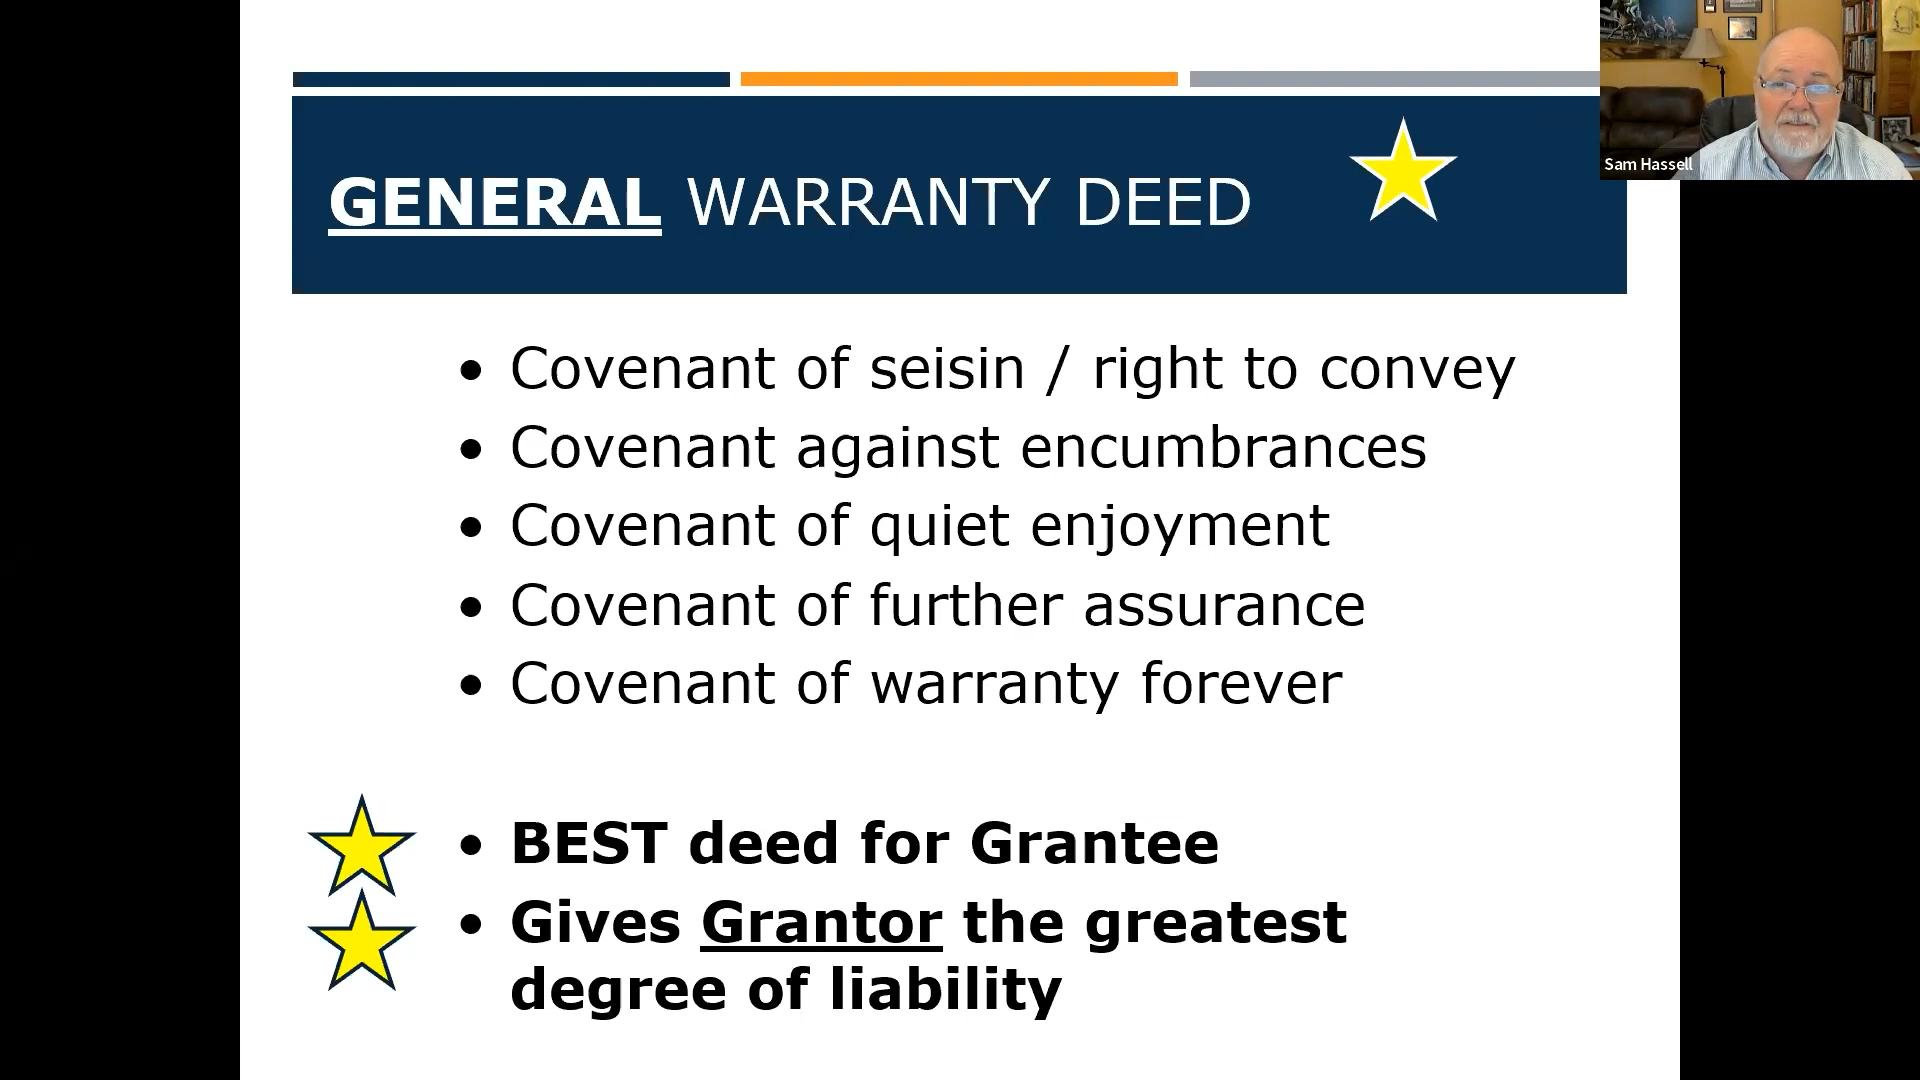 Sam Hassell
GENERAL WARRANTY DEED
• Covenant of seisin / right to convey
• Covenant against encumbrances
• Covenant of quiet enjoyment
• Covenant of further assurance
• Covenant of warranty forever
• BEST deed for Grantee
• Gives Grantor the greatest
degree of liability